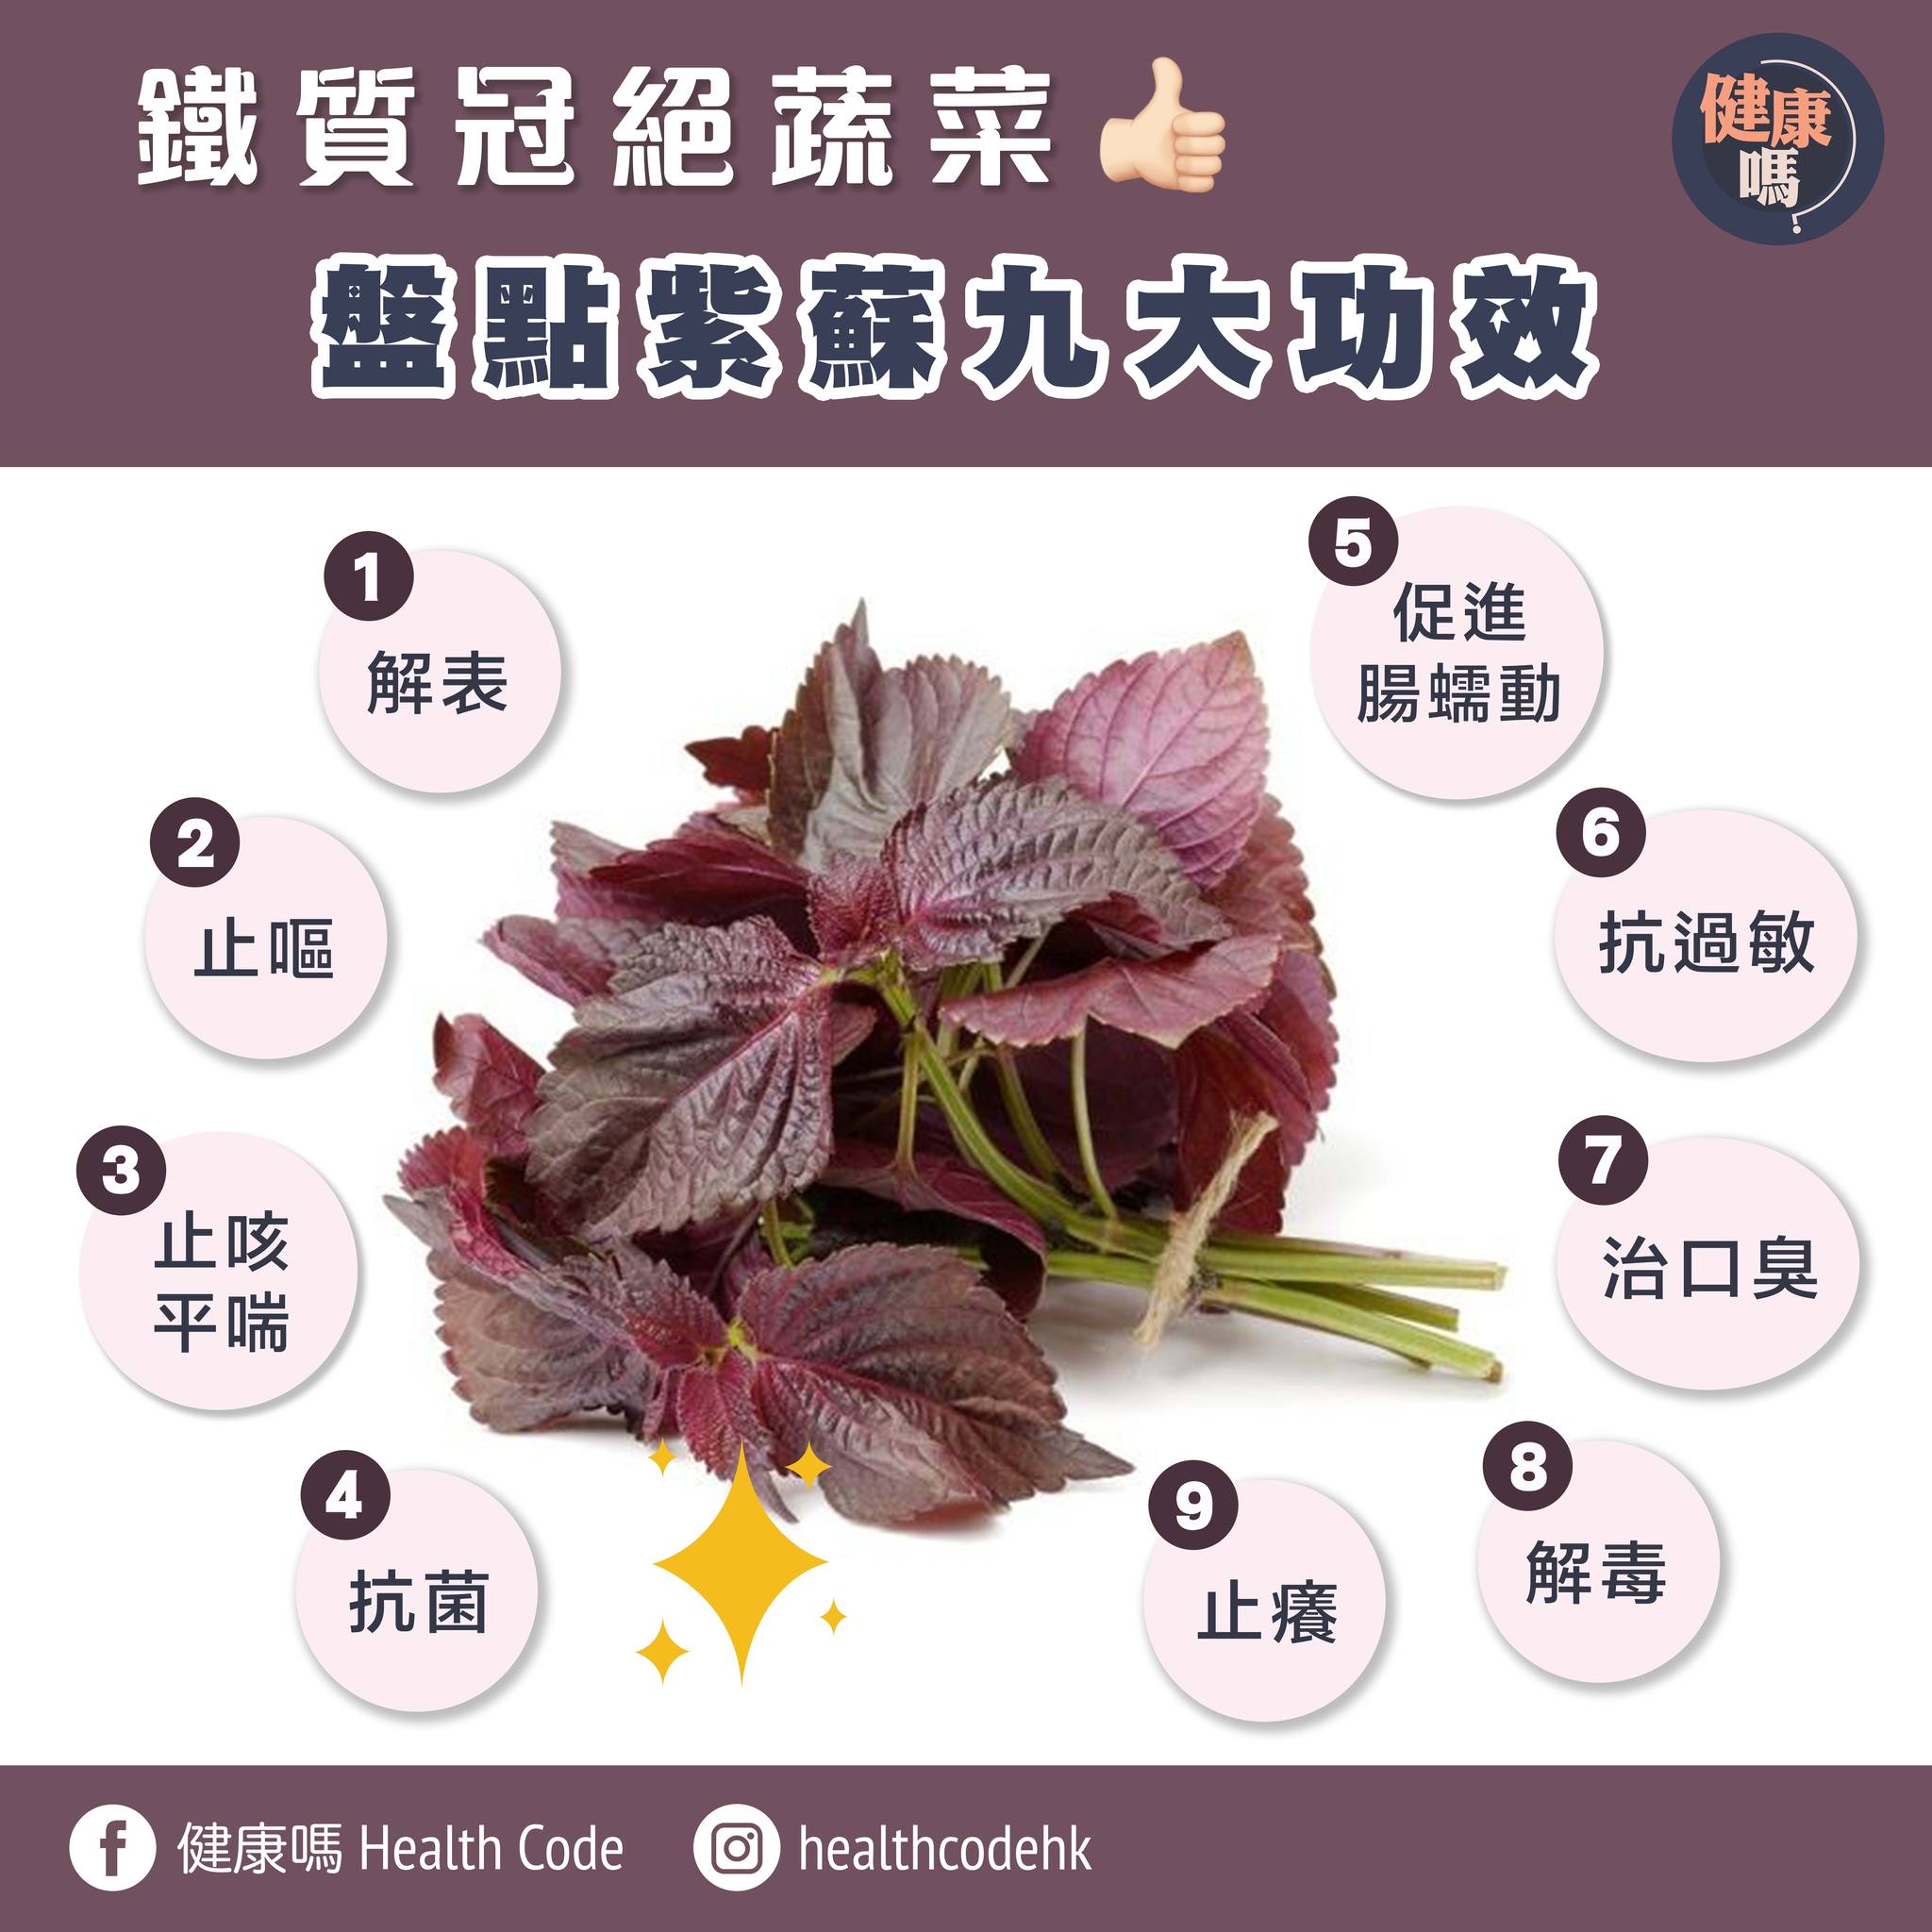 鐵質冠絕蔬菜
健康
嗎
盤點紫蘇九大功效
1
解表
2
止嘔
3
止咳
平喘
4
抗菌
5
促進
腸蠕動
6
抗過敏
7
治口臭
8
解毒
9
止癢
健康嗎 Health Code
healthcodehk